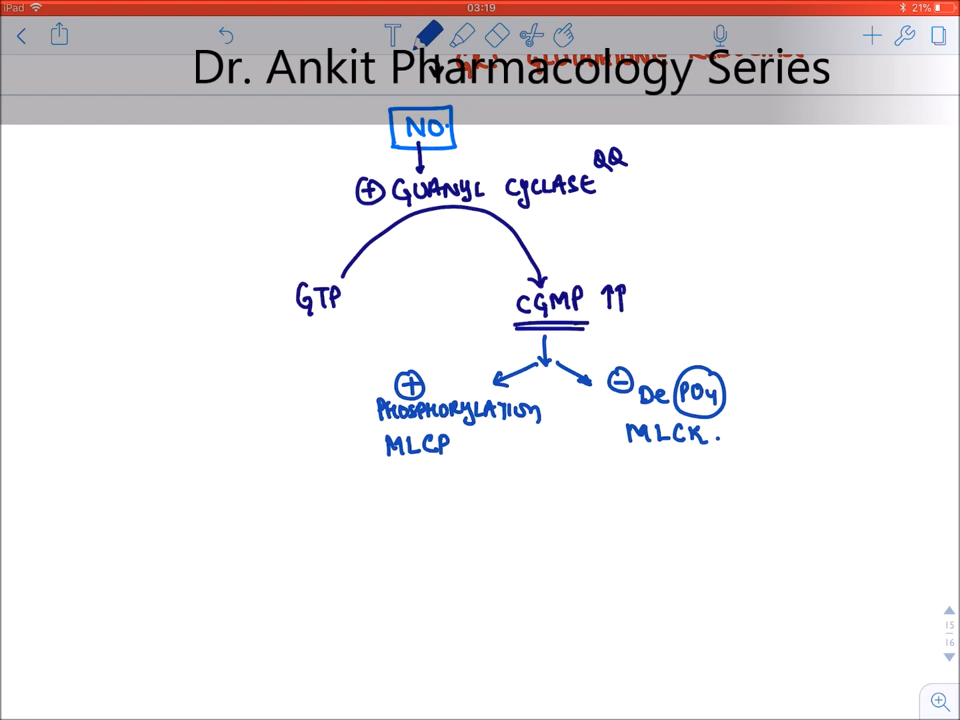 iPad 03:19 21%
T
Dr. Ankit Pharmacology Series
NO.
+ GUANYL CYCLASE QQ
GTP CGMP ↑↑
+ − De PO4
PHOSPHORYLATION
MLCP MLCK.
15
16